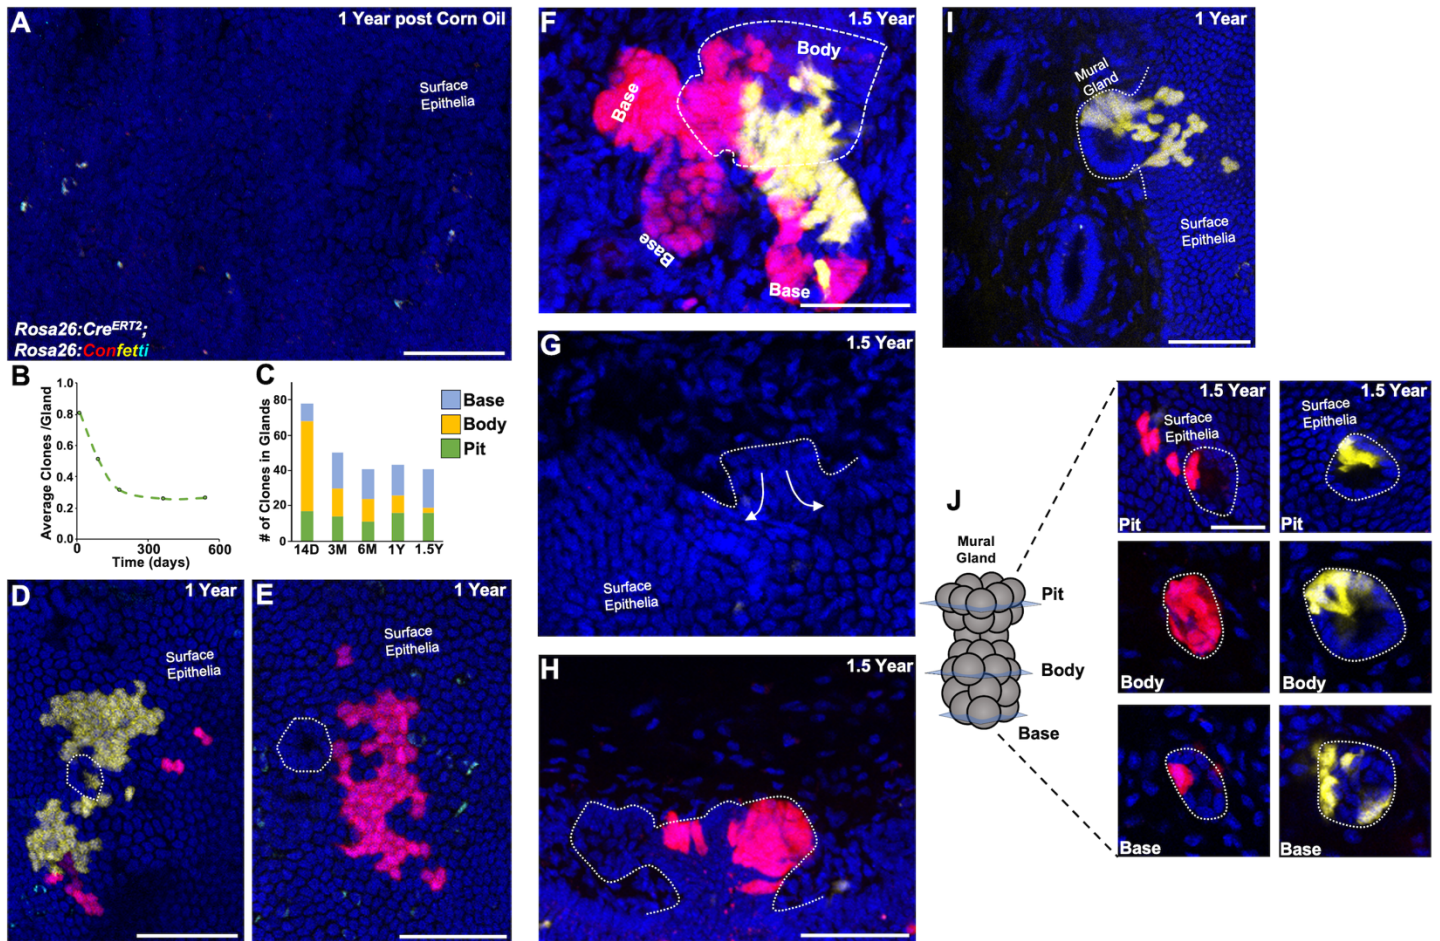 A
1 Year post Corn Oil
Surface
Epithelia
Rosa26:CreERT2;
Rosa26:Confetti
B
Average Clones /Gland
1.0
0.8
0.6
0.4
0.2
0.0
0
300
600
Time (days)
C
# of Clones in Glands
80
60
40
20
0
14D
3M
6M
1Y
1.5Y
Base
Body
Pit
D
1 Year
Surface
Epithelia
E
1 Year
Surface
Epithelia
F
1.5 Year
Body
Base
Base
Base
G
1.5 Year
Surface
Epithelia
H
1.5 Year
I
1 Year
Mural
Gland
Surface
Epithelia
J
Mural
Gland
Pit
Body
Base
1.5 Year
Surface
Epithelia
Pit
1.5 Year
Surface
Epithelia
Pit
Body
Body
Base
Base